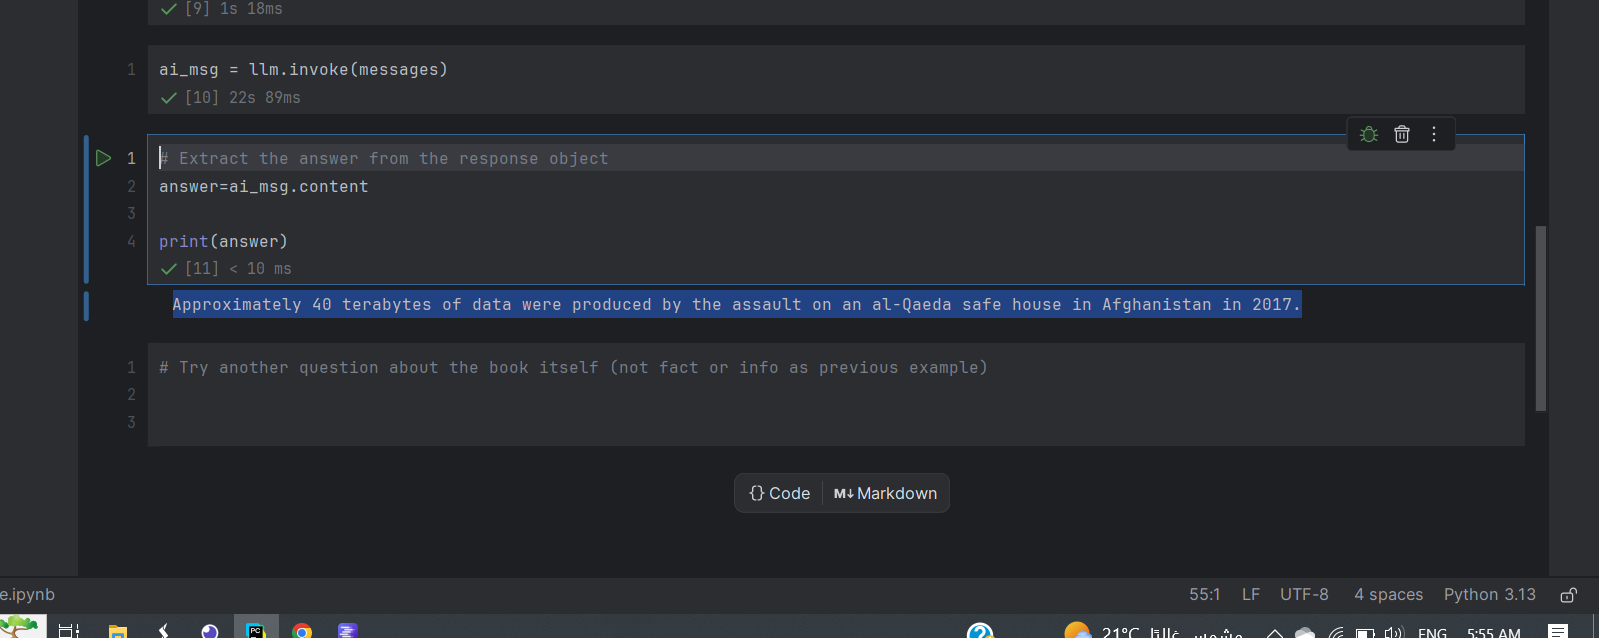 [9] 1s 18ms
1 ai_msg = llm.invoke(messages)
[10] 22s 89ms
1 # Extract the answer from the response object
2 answer=ai_msg.content
3
4 print(answer)
[11] < 10 ms
Approximately 40 terabytes of data were produced by the assault on an al-Qaeda safe house in Afghanistan in 2017.
1 # Try another question about the book itself (not fact or info as previous example)
2
3
{} Code M↓ Markdown
e.ipynb 55:1 LF UTF-8 4 spaces Python 3.13
PC 21°C مشمس غالبًا ENG 5:55 AM